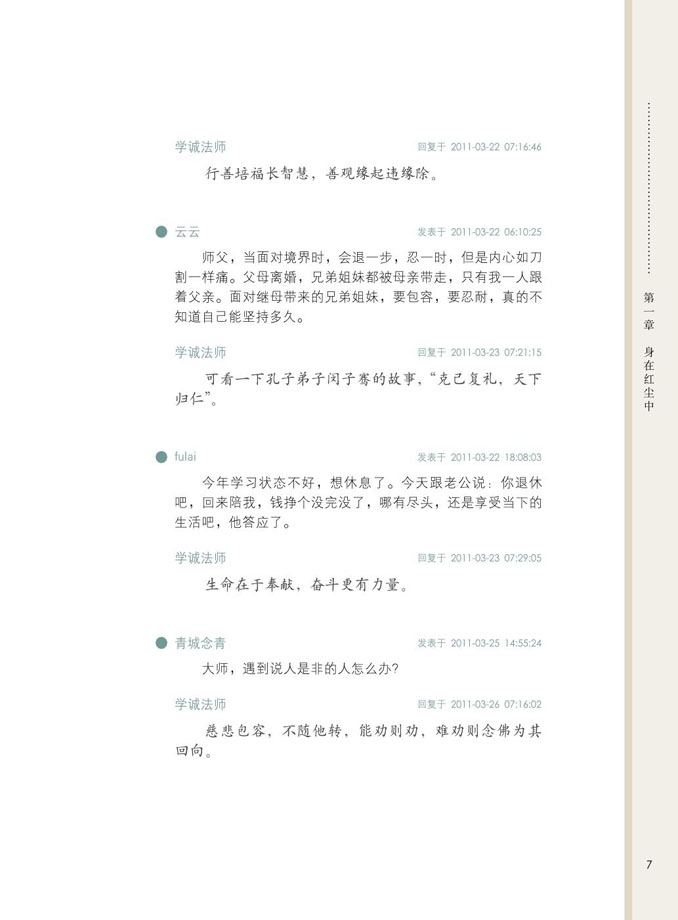 学诚法师 回复于 2011-03-22 07:16:46
行善培福长智慧，善观缘起违缘除。
云云 发表于 2011-03-22 06:10:25
师父，当面对境界时，会退一步，忍一时，但是内心如刀
割一样痛。父母离婚，兄弟姐妹都被母亲带走，只有我一人跟
着父亲。面对继母带来的兄弟姐妹，要包容，要忍耐，真的不
知道自己能坚持多久。
学诚法师 回复于 2011-03-23 07:21:15
可看一下孔子弟子闵子骞的故事，“克己复礼，天下
归仁”。
fulai 发表于 2011-03-22 18:08:03
今年学习状态不好，想休息了。今天跟老公说：你退休
吧，回来陪我，钱挣个没完没了，哪有尽头，还是享受当下的
生活吧，他答应了。
学诚法师 回复于 2011-03-23 07:29:05
生命在于奉献，奋斗更有力量。
青城念青 发表于 2011-03-25 14:55:24
大师，遇到说人是非的人怎么办？
学诚法师 回复于 2011-03-26 07:16:02
慈悲包容，不随他转，能劝则劝，难劝则念佛为其
回向。
第一章 身在红尘中
7